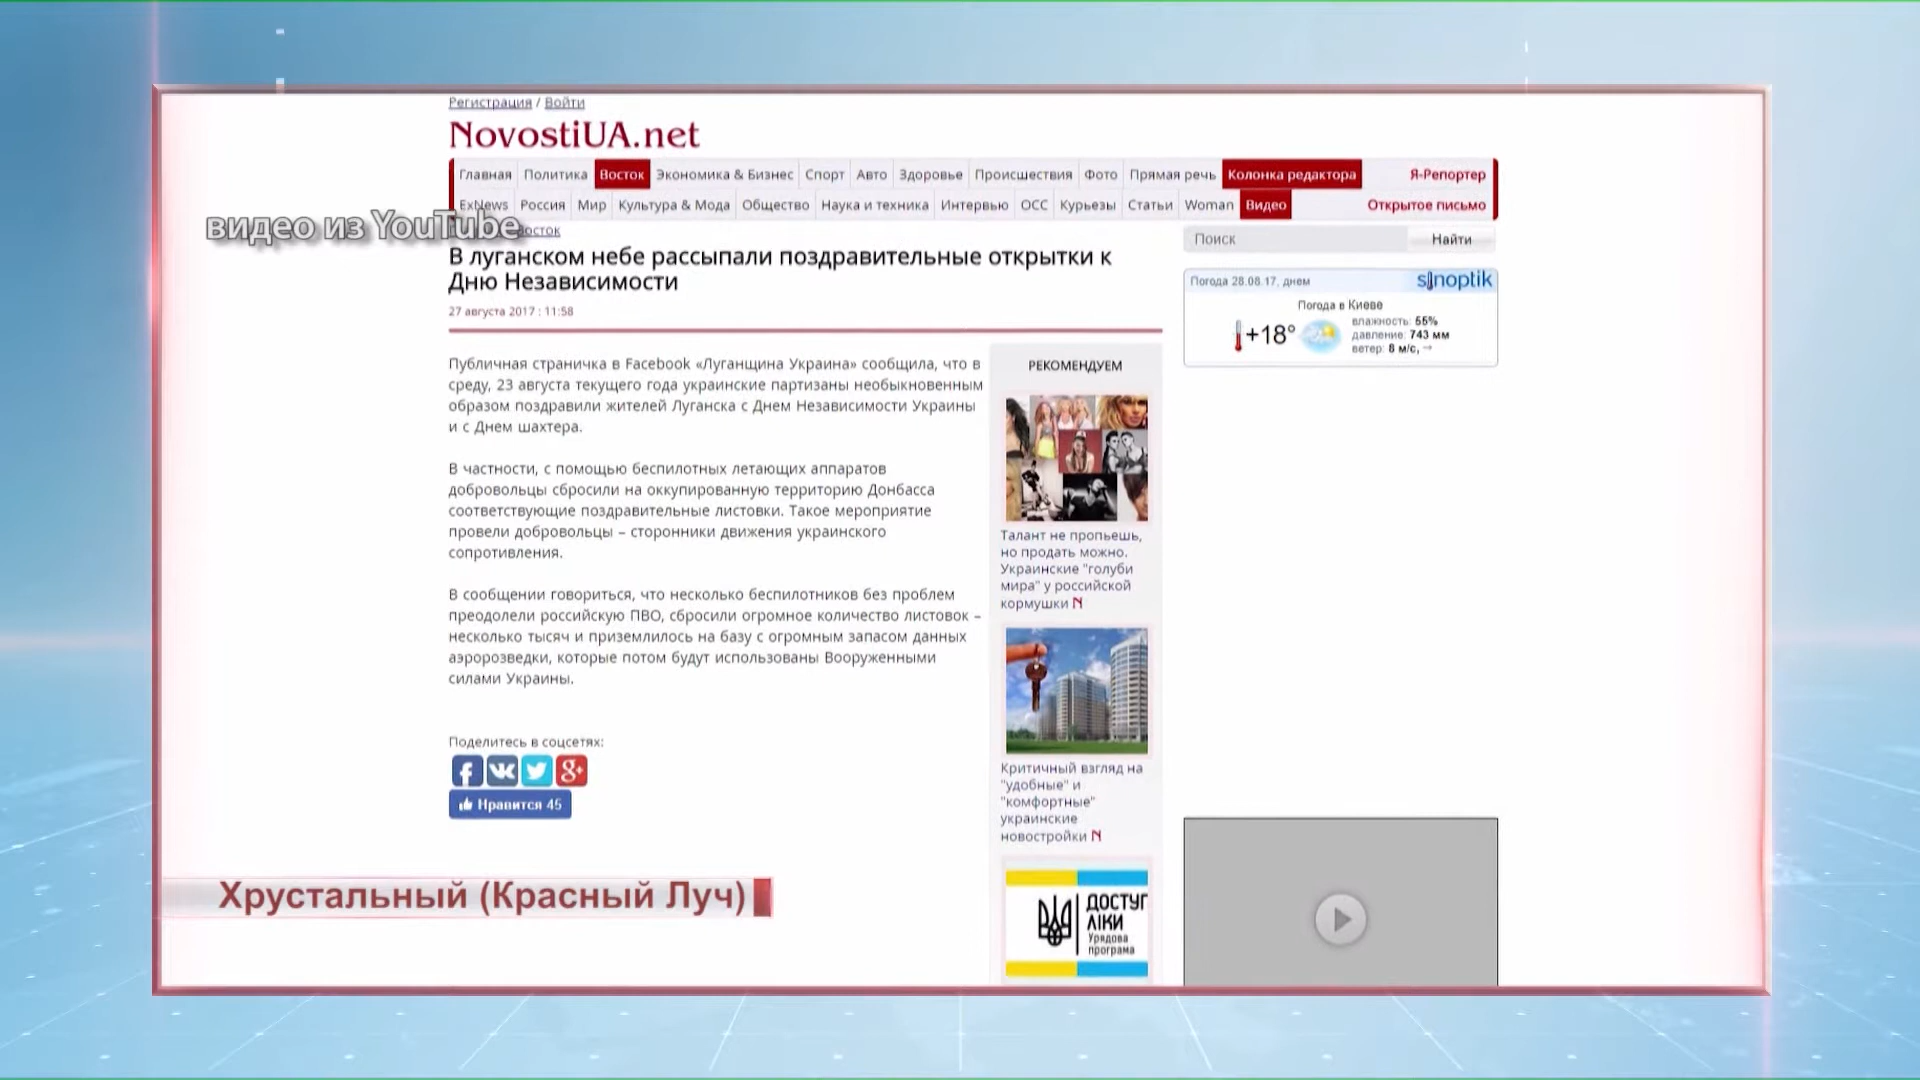 Регистрация / Войти
NovostiUA.net
Главная Политика Восток Экономика & Бизнес Спорт Авто Здоровье Происшествия Фото Прямая речь Колонка редактора Я-Репортер
ExNews Россия Мир Культура & Мода Общество Наука и техника Интервью ОСС Курьезы Статьи Woman Видео Открытое письмо
видео из YouTube
Восток
Поиск Найти
В луганском небе рассыпали поздравительные открытки к
Дню Независимости
27 августа 2017 : 11:58
Погода 28.08.17, днем
sinoptik
Погода в Киеве
+18°
влажность: 55%
давление: 743 мм
ветер: 8 м/с, →
Публичная страничка в Facebook «Луганщина Украина» сообщила, что в
среду, 23 августа текущего года украинские партизаны необыкновенным
образом поздравили жителей Луганска с Днем Независимости Украины
и с Днем шахтера.
В частности, с помощью беспилотных летающих аппаратов
добровольцы сбросили на оккупированную территорию Донбасса
соответствующие поздравительные листовки. Такое мероприятие
провели добровольцы – сторонники движения украинского
сопротивления.
В сообщении говориться, что несколько беспилотников без проблем
преодолели российскую ПВО, сбросили огромное количество листовок –
несколько тысяч и приземлилось на базу с огромным запасом данных
аэророзведки, которые потом будут использованы Вооруженными
силами Украины.
Поделитесь в соцсетях:
Нравится 45
РЕКОМЕНДУЕМ
Талант не пропьешь,
но продать можно.
Украинские "голуби
мира" у российской
кормушки N
Критичный взгляд на
"удобные" и
"комфортные"
украинские
новостройки N
ДОСТУП
ЛІКИ
Урядова
програма
Хрустальный (Красный Луч)